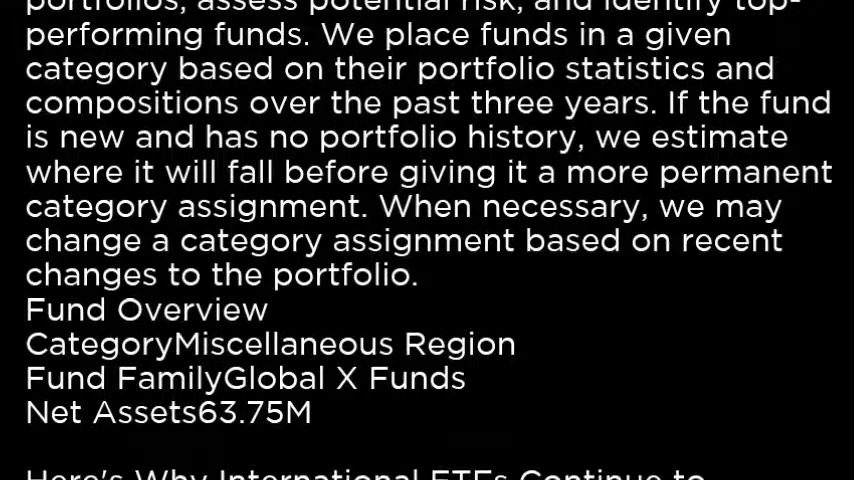 portfolios, assess potential risk, and identify top-
performing funds. We place funds in a given
category based on their portfolio statistics and
compositions over the past three years. If the fund
is new and has no portfolio history, we estimate
where it will fall before giving it a more permanent
category assignment. When necessary, we may
change a category assignment based on recent
changes to the portfolio.
Fund Overview
CategoryMiscellaneous Region
Fund FamilyGlobal X Funds
Net Assets63.75M
Here's Why International ETFs Continue to